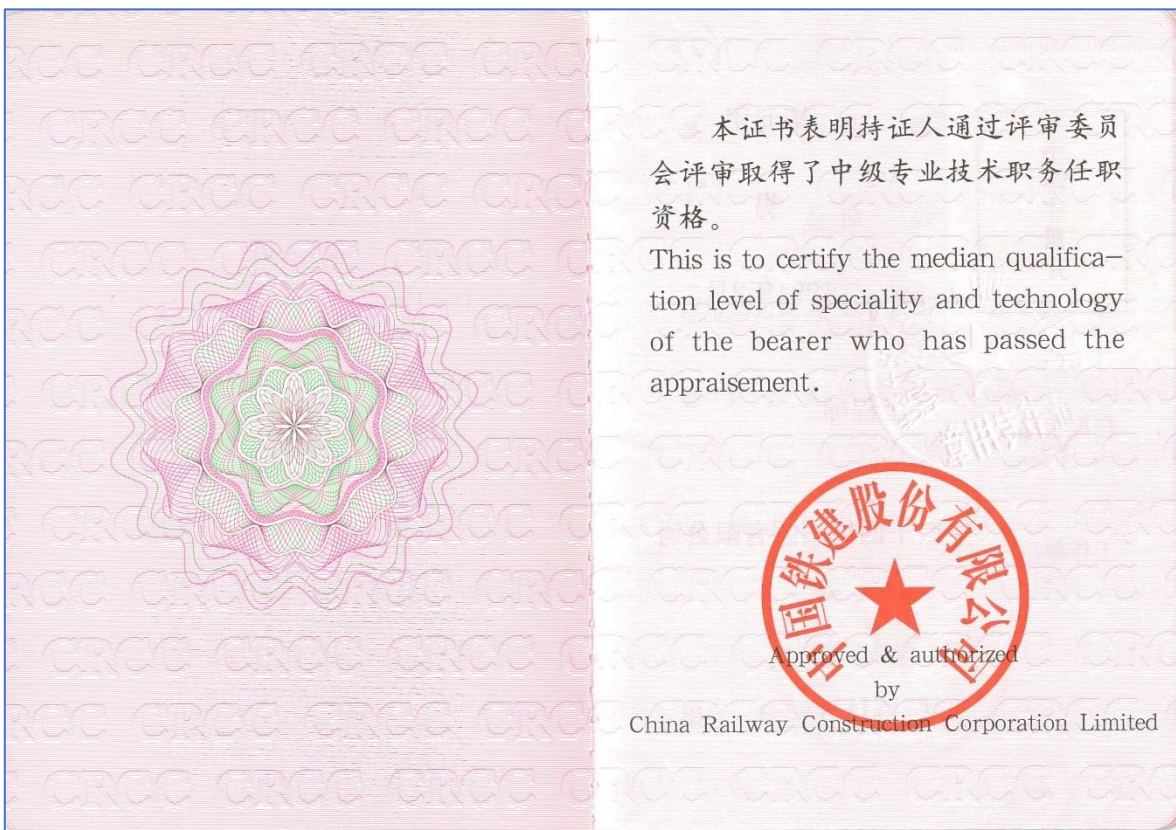 本证书表明持证人通过评审委员
会评审取得了中级专业技术职务任职
资格。
This is to certify the median qualifica-
tion level of speciality and technology
of the bearer who has passed the
appraisement.
中国铁建股份有限公司
Approved & authorized
by
China Railway Construction Corporation Limited